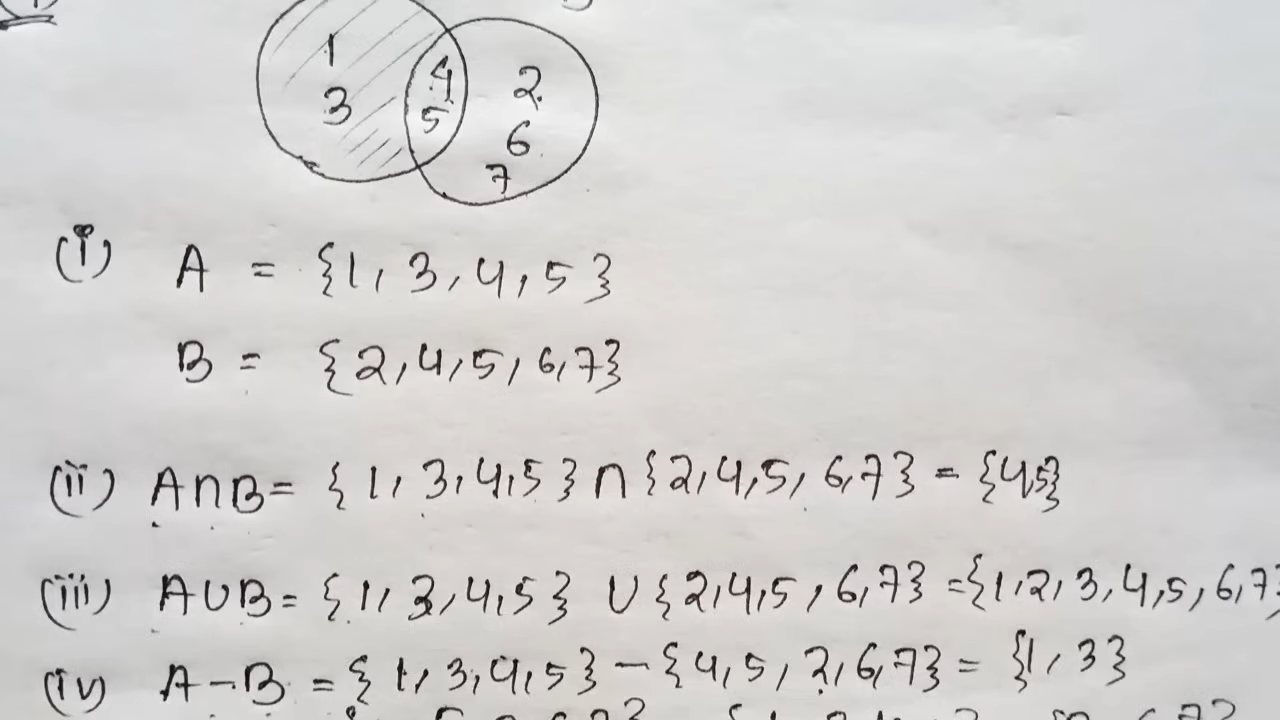 1
3
4
5
2
6
7
(i) A = {1, 3, 4, 5}
B = {2, 4, 5, 6, 7}
(ii) A∩B = {1, 3, 4, 5} ∩ {2, 4, 5, 6, 7} = {4, 5}
(iii) A∪B = {1, 3, 4, 5} ∪ {2, 4, 5, 6, 7} = {1, 2, 3, 4, 5, 6, 7}
(iv) A − B = {1, 3, 4, 5} − {4, 5, 2, 6, 7} = {1, 3}